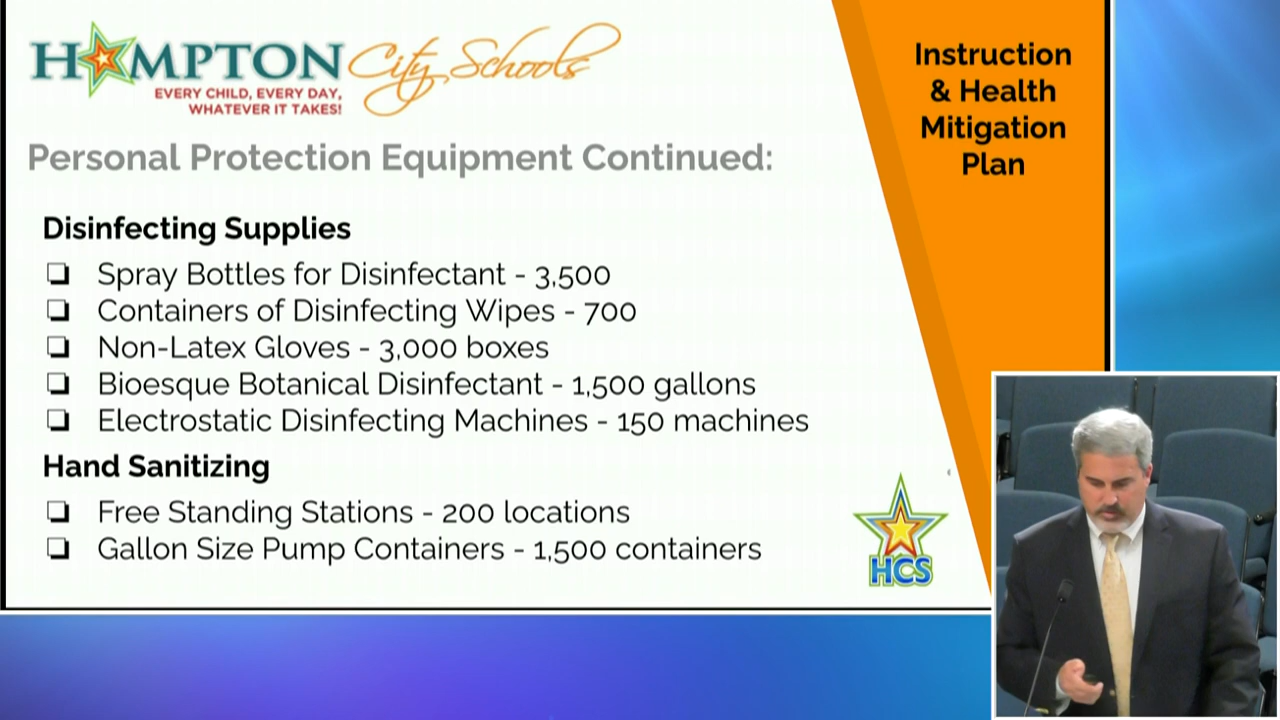 HAMPTON City Schools
EVERY CHILD, EVERY DAY,
WHATEVER IT TAKES!
Instruction
& Health
Mitigation
Plan
Personal Protection Equipment Continued:
Disinfecting Supplies
❑ Spray Bottles for Disinfectant - 3,500
❑ Containers of Disinfecting Wipes - 700
❑ Non-Latex Gloves - 3,000 boxes
❑ Bioesque Botanical Disinfectant - 1,500 gallons
❑ Electrostatic Disinfecting Machines - 150 machines
Hand Sanitizing
❑ Free Standing Stations - 200 locations
❑ Gallon Size Pump Containers - 1,500 containers
HCS